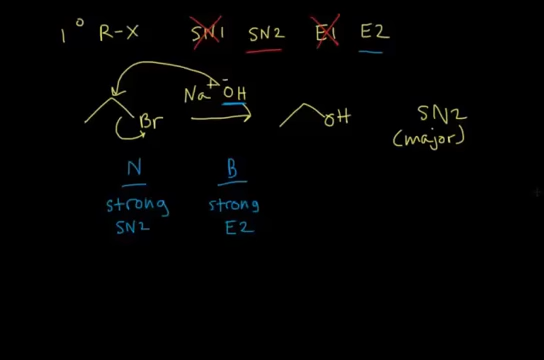 1° R-X SN1 SN2 E1 E2
Na⁺ ⁻OH
Br OH SN2
(major)
N B
strong strong
SN2 E2